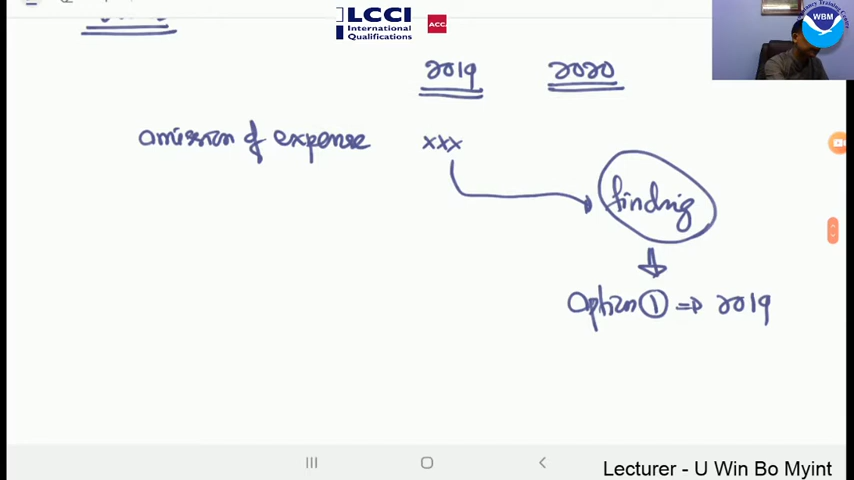 LCCI
International
Qualifications
ACC
WBM
2019 2020
omission of expense xxx
finding
Option ① ⇒ 2019
Lecturer - U Win Bo Myint